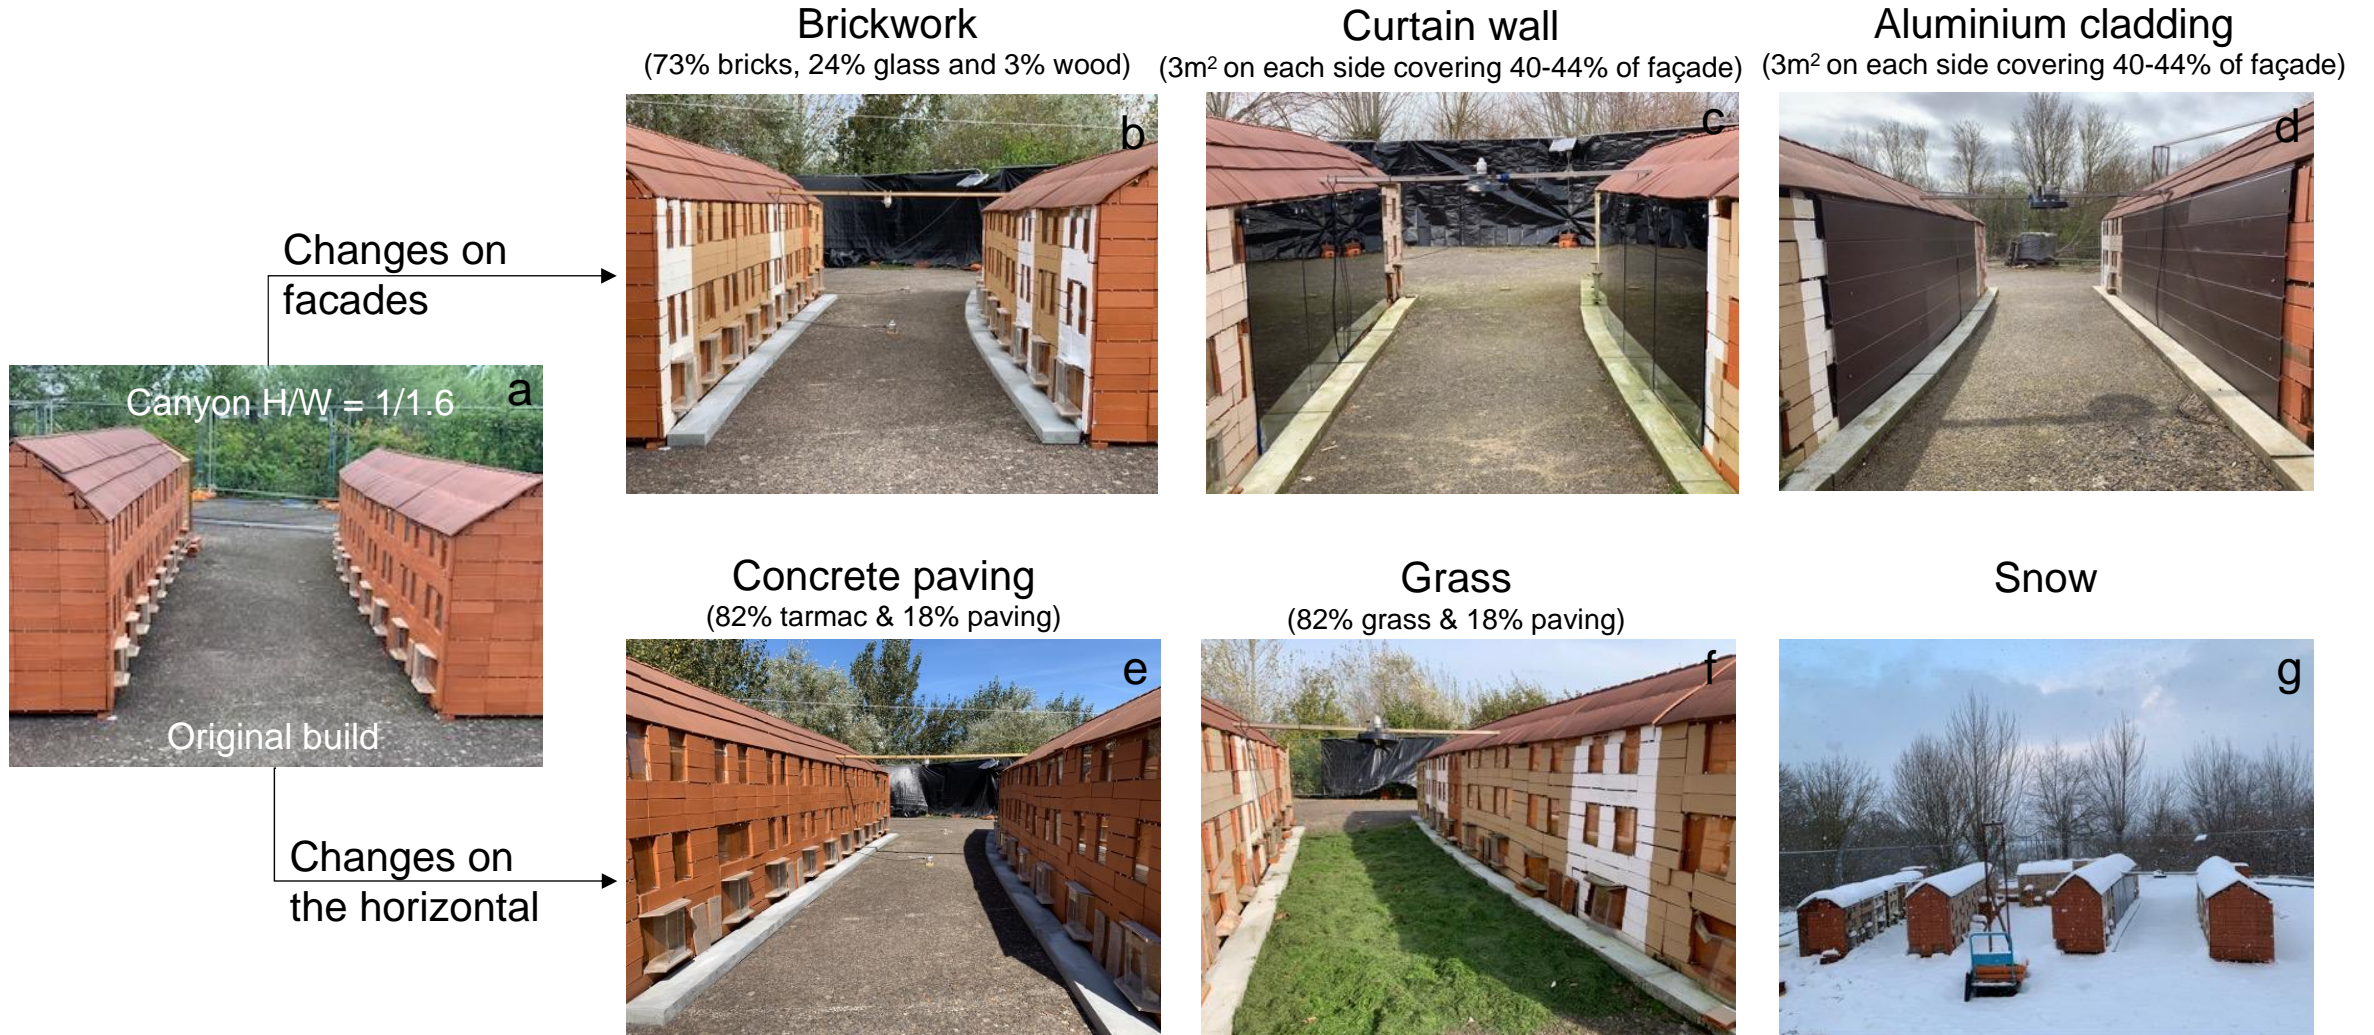 Brickwork
(73% bricks, 24% glass and 3% wood)
b
Curtain wall
(3m² on each side covering 40-44% of façade)
c
Aluminium cladding
(3m² on each side covering 40-44% of façade)
d
Changes on
facades
Canyon H/W = 1/1.6
a
Original build
Changes on
the horizontal
Concrete paving
(82% tarmac & 18% paving)
e
Grass
(82% grass & 18% paving)
f
Snow
g